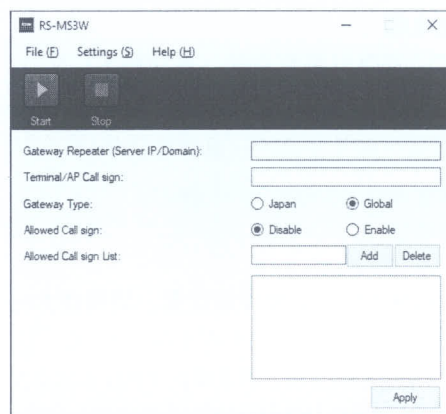 RS-MS3W
File (F) Settings (S) Help (H)
Start Stop
Gateway Repeater (Server IP/Domain):
Terminal/AP Call sign:
Gateway Type: Japan Global
Allowed Call sign: Disable Enable
Allowed Call sign List: Add Delete
Apply